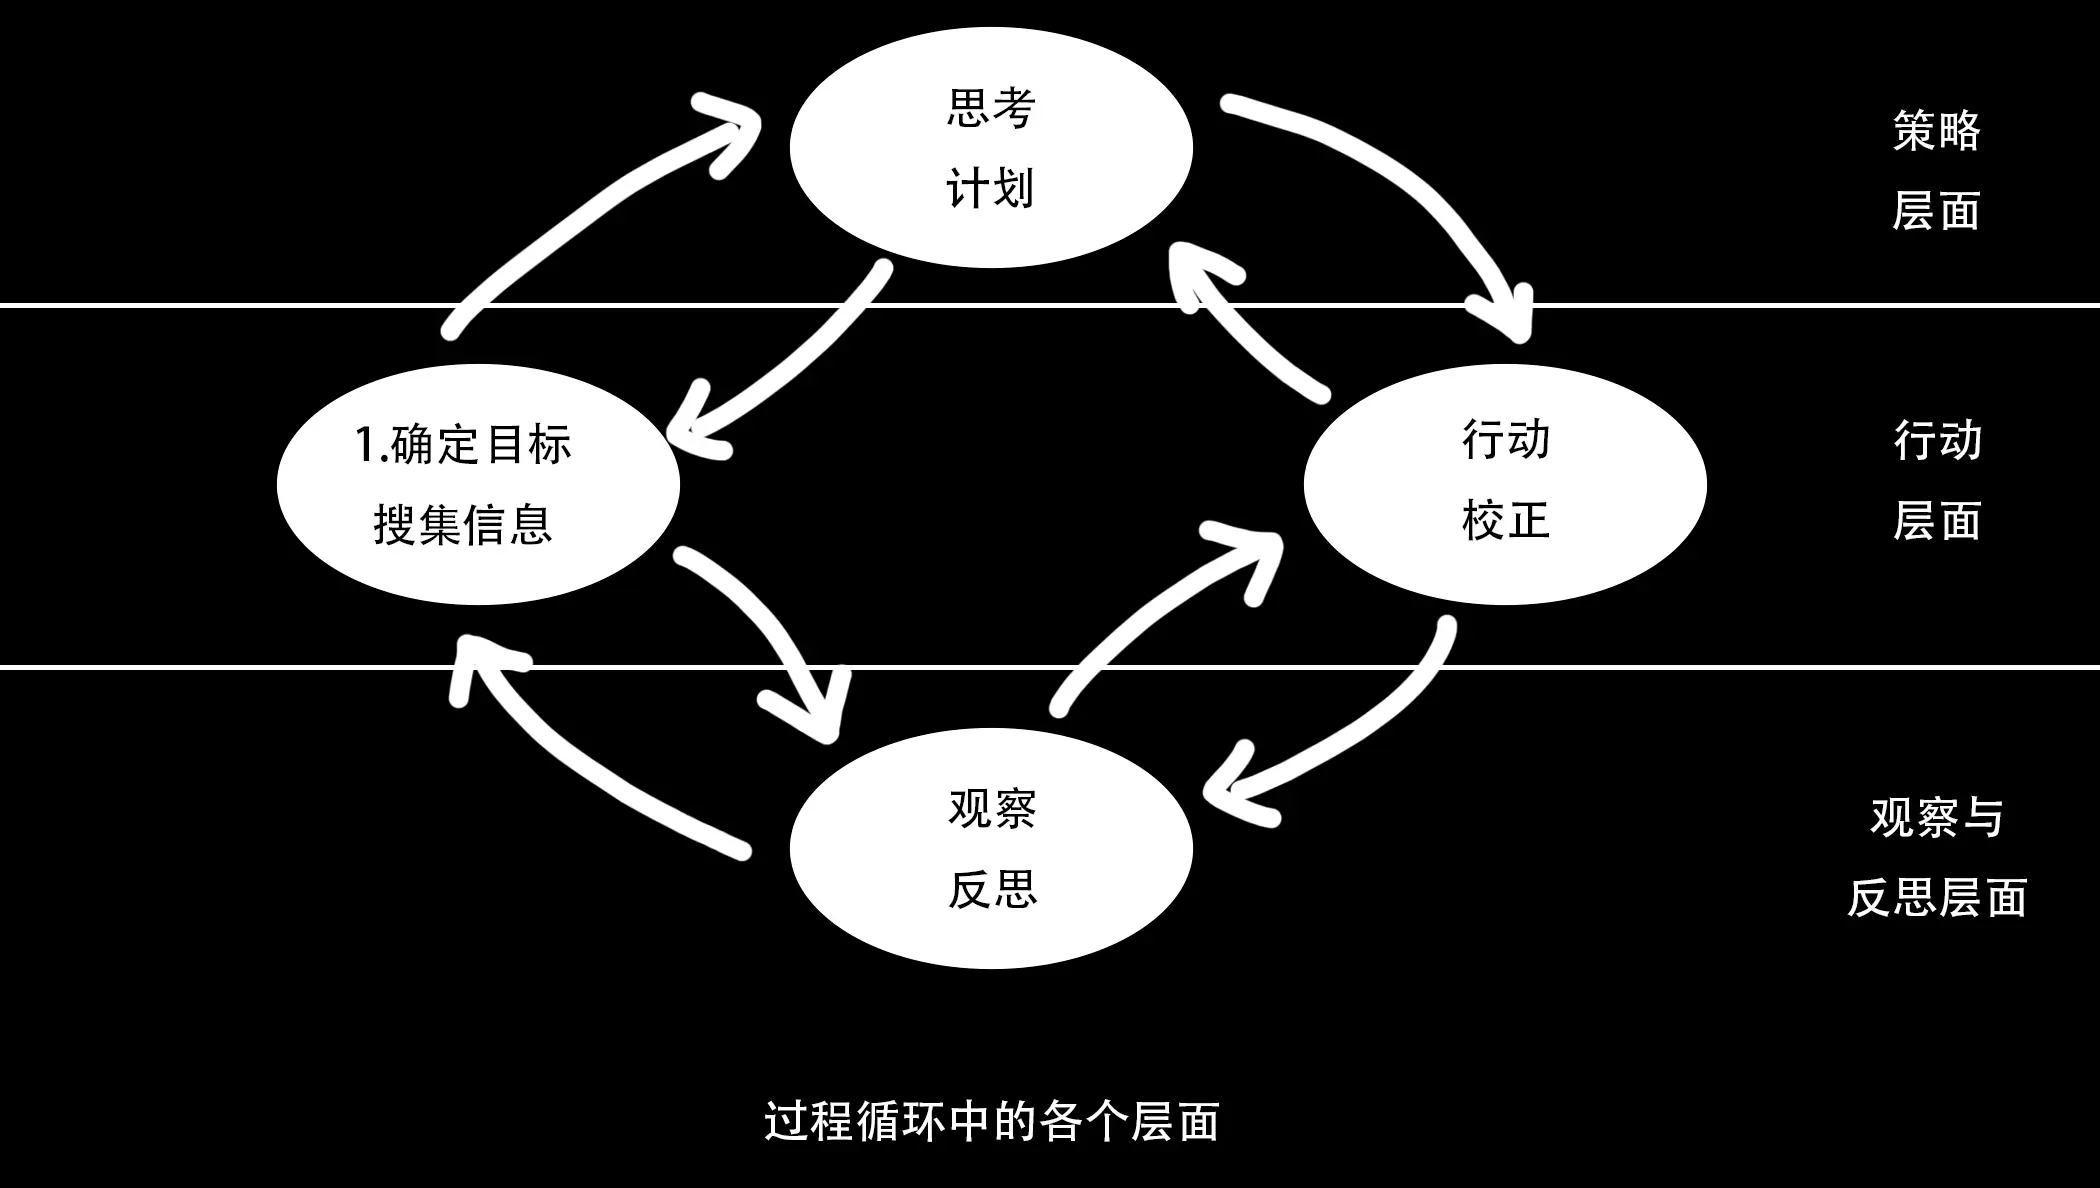 思考
计划
策略
层面
1.确定目标
搜集信息
行动
校正
行动
层面
观察
反思
观察与
反思层面
过程循环中的各个层面